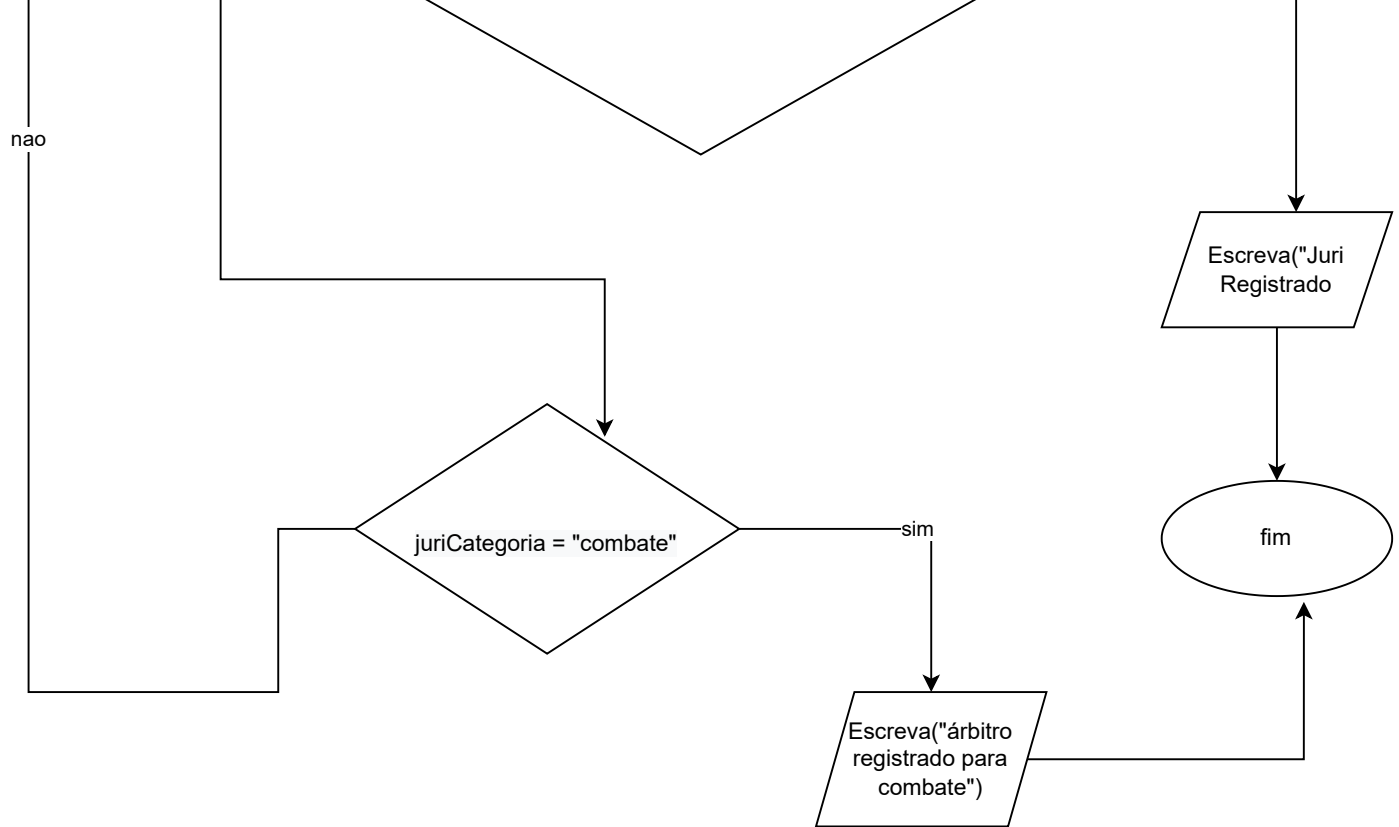 nao
Escreva("Juri
Registrado
juriCategoria = "combate"
sim
fim
Escreva("árbitro
registrado para
combate")